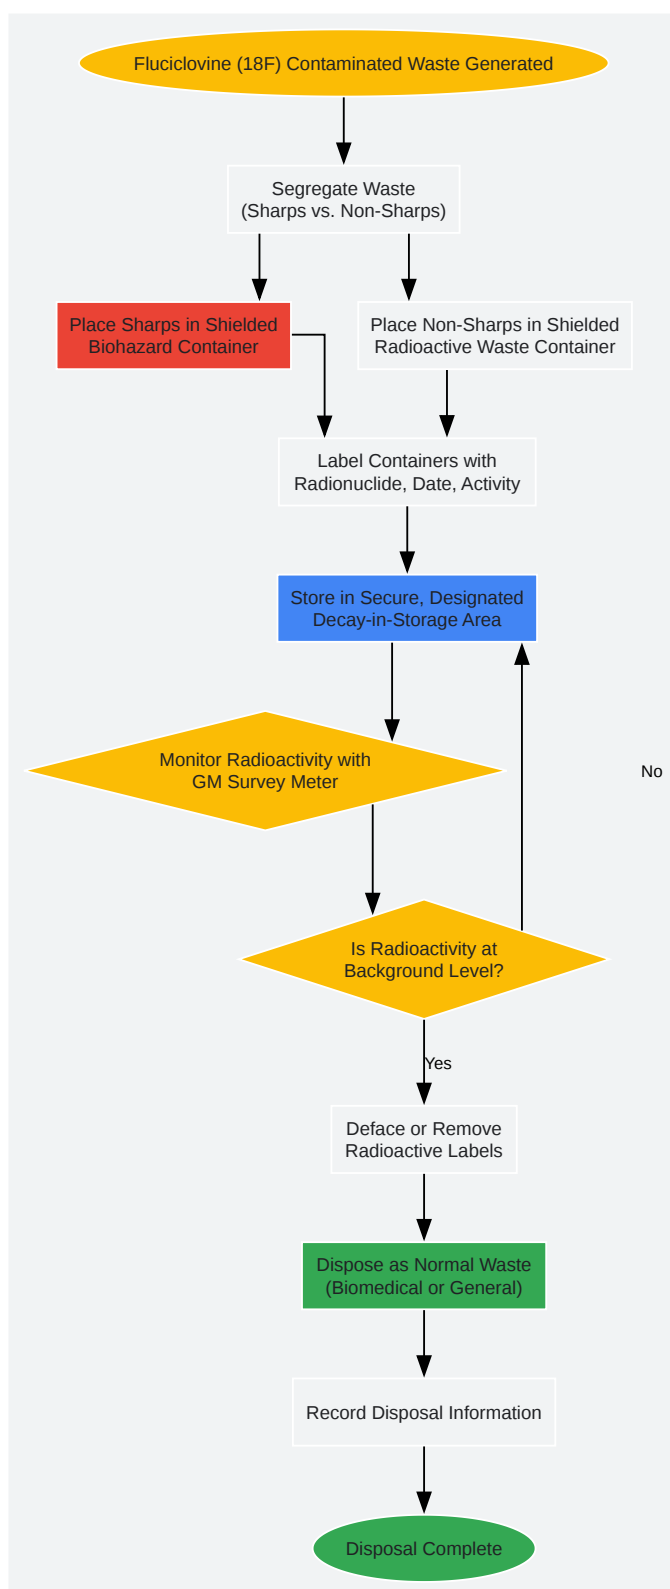 Fluciclovine (18F) Contaminated Waste Generated
Segregate Waste
(Sharps vs. Non-Sharps)
Place Sharps in Shielded
Biohazard Container
Place Non-Sharps in Shielded
Radioactive Waste Container
Label Containers with
Radionuclide, Date, Activity
Store in Secure, Designated
Decay-in-Storage Area
Monitor Radioactivity with
GM Survey Meter
No
Is Radioactivity at
Background Level?
Yes
Deface or Remove
Radioactive Labels
Dispose as Normal Waste
(Biomedical or General)
Record Disposal Information
Disposal Complete